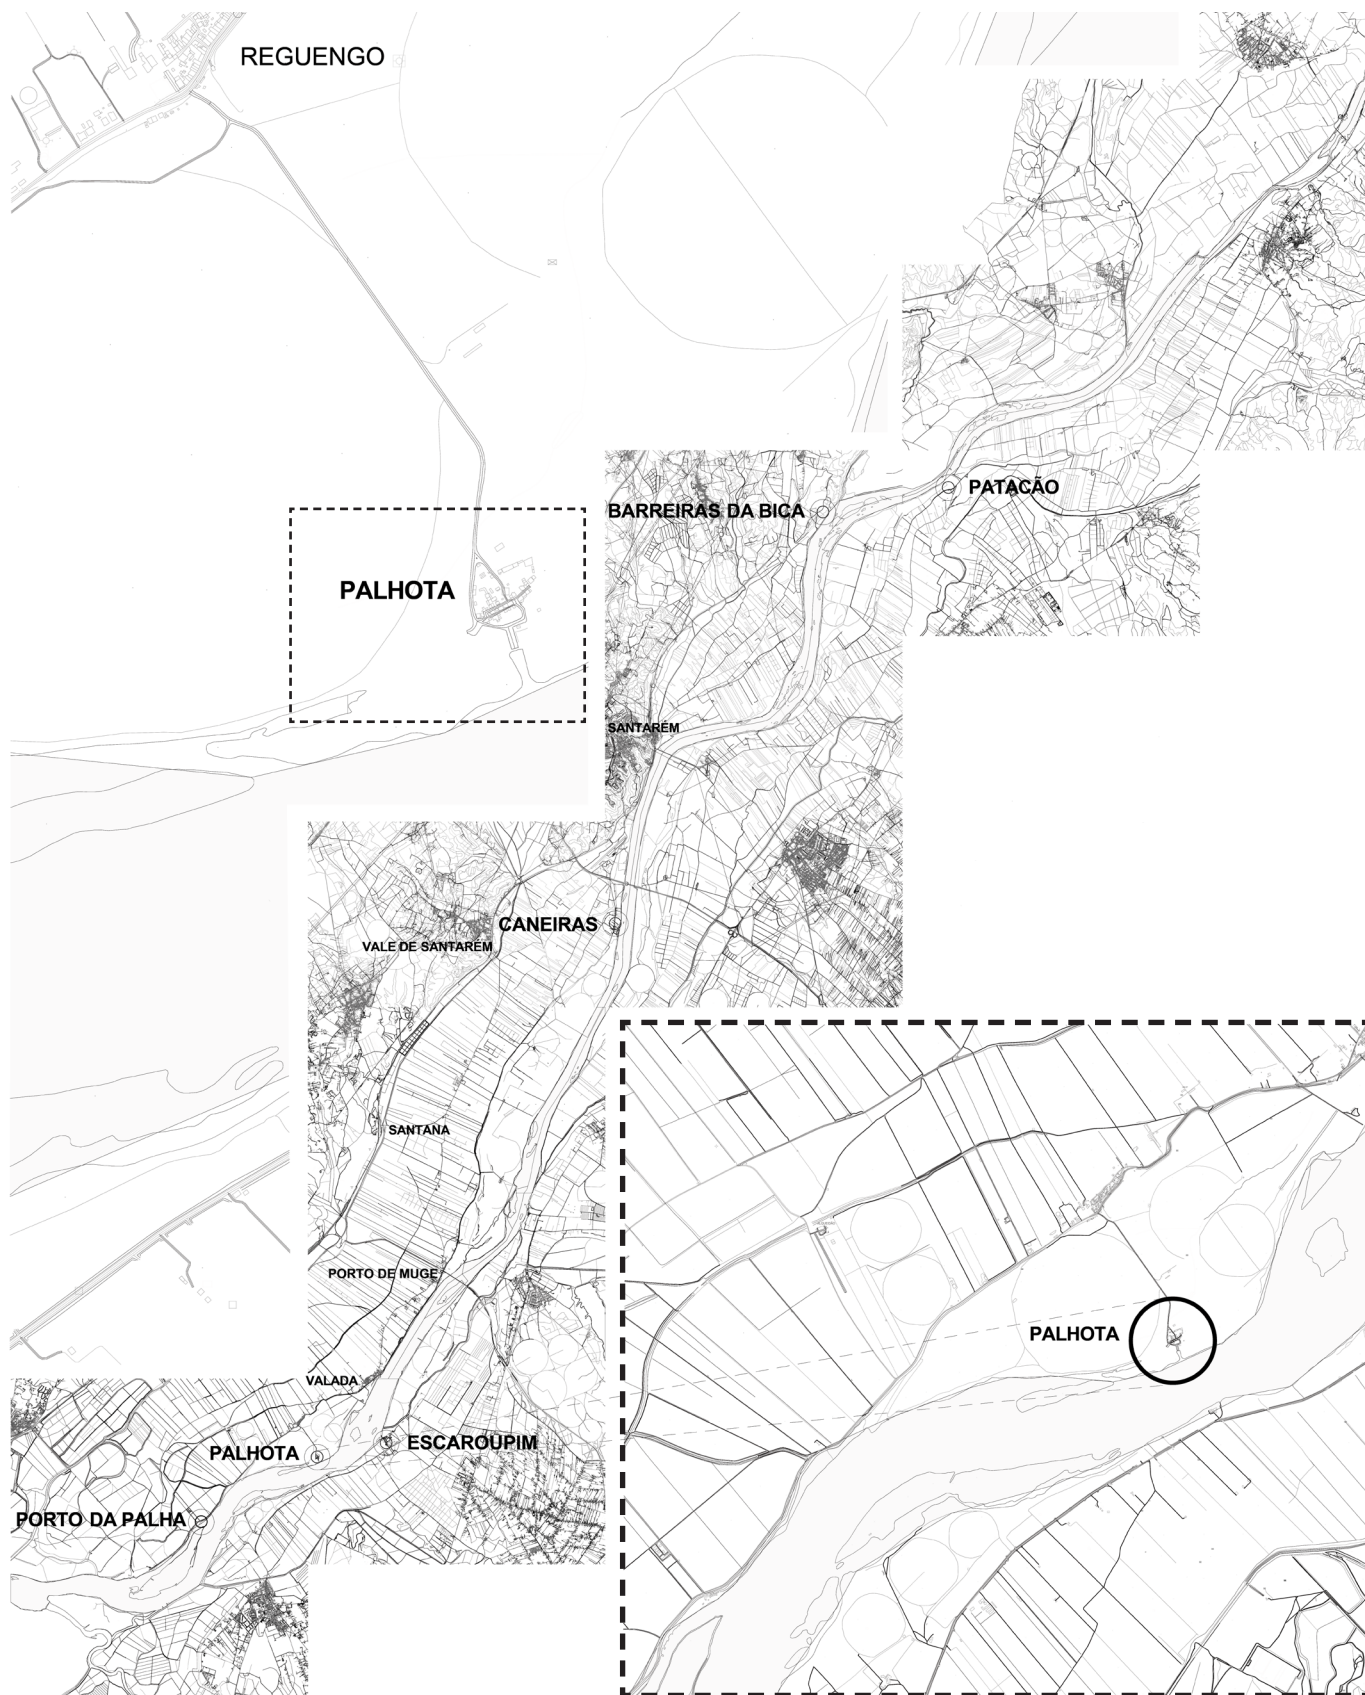 REGUENGO
PATACÃO
BARREIRAS DA BICA
PALHOTA
SANTARÉM
CANEIRAS
VALE DE SANTARÉM
SANTANA
PORTO DE MUGE
PALHOTA
VALADA
ESCAROUPIM
PALHOTA
PORTO DA PALHA